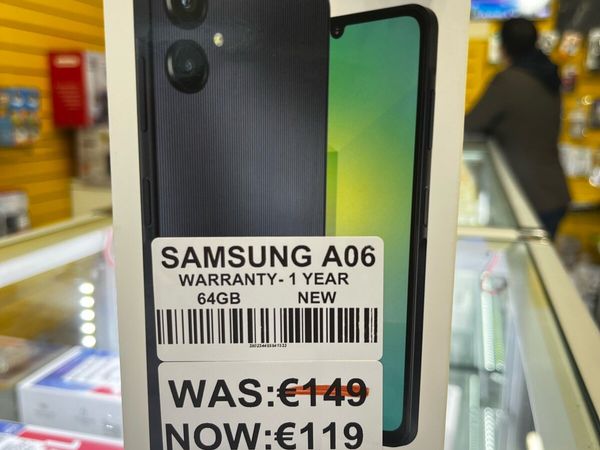 SAMSUNG A06
WARRANTY- 1 YEAR
64GB NEW
WAS:€149
NOW:€119